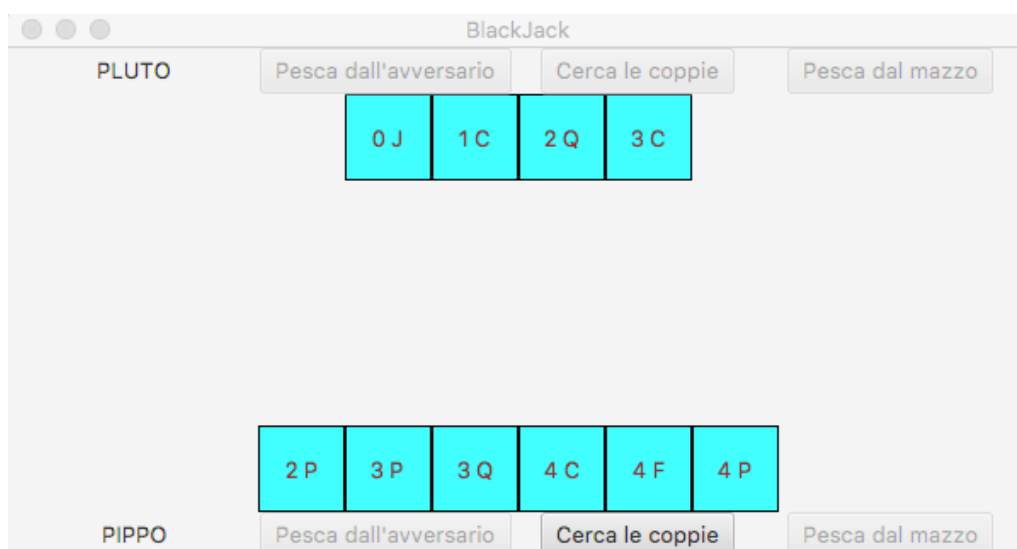 BlackJack
PLUTO Pesca dall'avversario Cerca le coppie Pesca dal mazzo
0 J 1 C 2 Q 3 C
2 P 3 P 3 Q 4 C 4 F 4 P
PIPPO Pesca dall'avversario Cerca le coppie Pesca dal mazzo